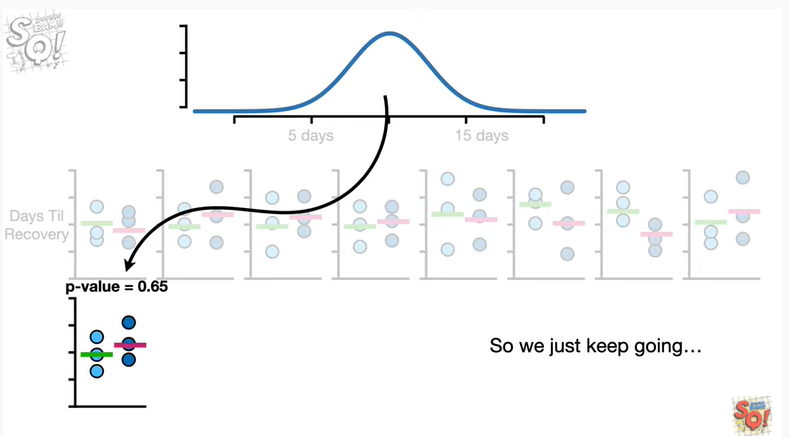 5 days
15 days
Days Til
Recovery
p-value = 0.65
So we just keep going…